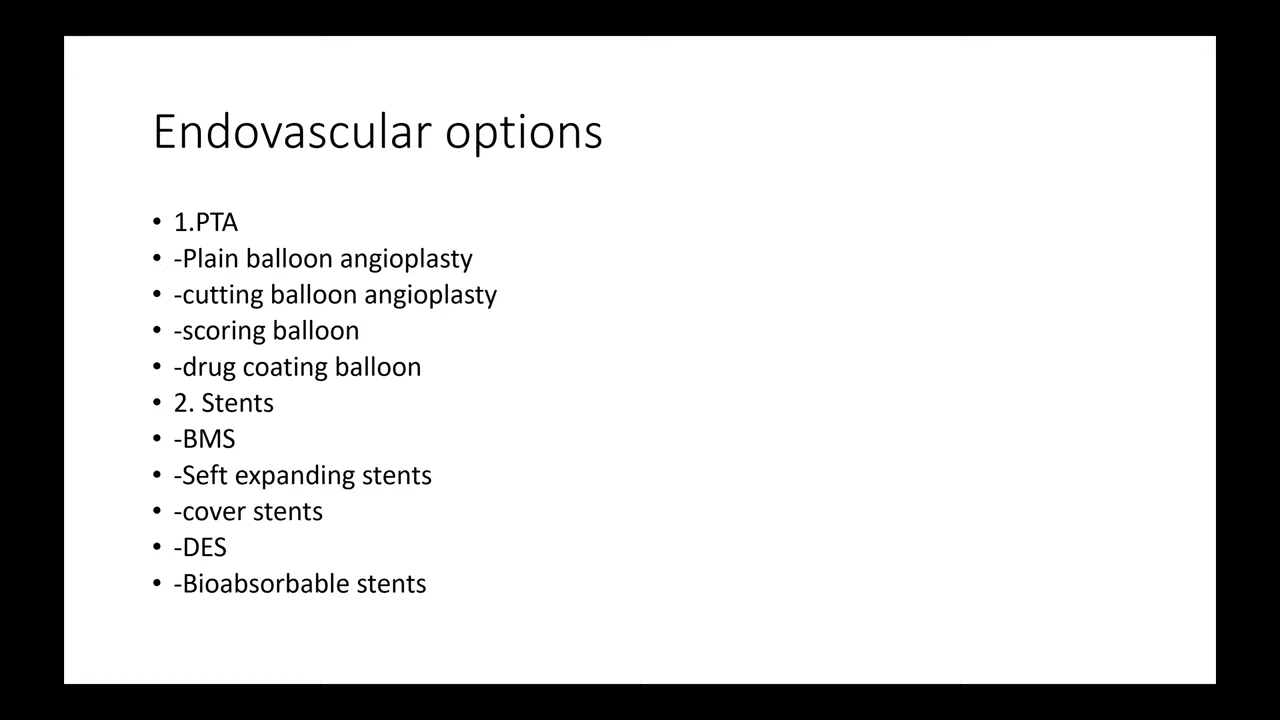 Endovascular options
• 1.PTA
• -Plain balloon angioplasty
• -cutting balloon angioplasty
• -scoring balloon
• -drug coating balloon
• 2. Stents
• -BMS
• -Seft expanding stents
• -cover stents
• -DES
• -Bioabsorbable stents